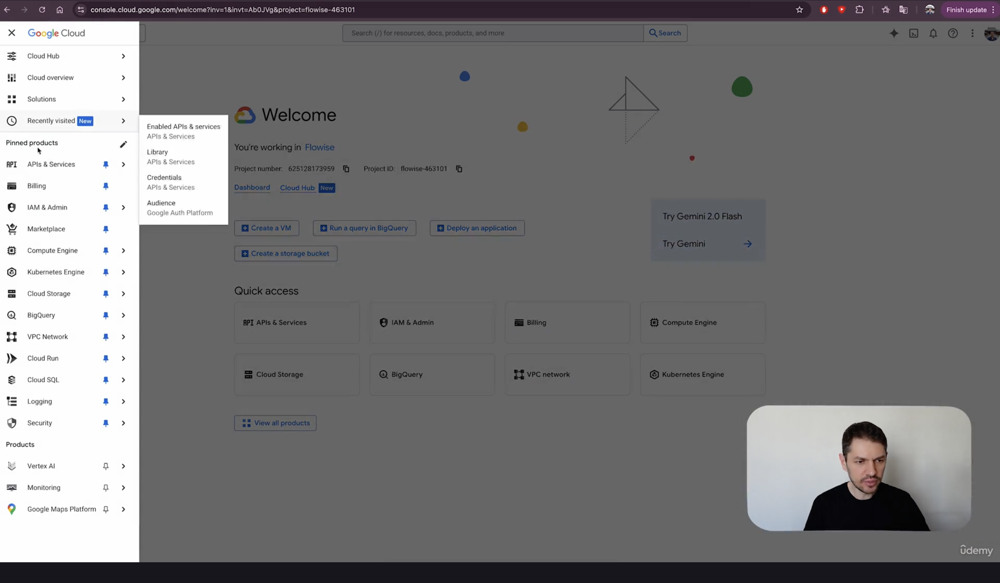 console.cloud.google.com/welcome?inv=1&invt=Ab0JVg&project=flowise-463101
Finish update
Google Cloud
Search (/) for resources, docs, products, and more
Search
Cloud Hub
Cloud overview
Solutions
Recently visited New
Pinned products
API APIs & Services
Billing
IAM & Admin
Marketplace
Compute Engine
Kubernetes Engine
Cloud Storage
BigQuery
VPC Network
Cloud Run
Cloud SQL
Logging
Security
Products
Vertex AI
Monitoring
Google Maps Platform
Enabled APIs & services
APIs & Services
Library
APIs & Services
Credentials
APIs & Services
Audience
Google Auth Platform
Welcome
You're working in Flowise
Project number: 625128173959 Project ID: flowise-463101
Dashboard Cloud Hub New
Create a VM Run a query in BigQuery Deploy an application
Create a storage bucket
Try Gemini 2.0 Flash
Try Gemini
Quick access
API APIs & Services IAM & Admin Billing Compute Engine
Cloud Storage BigQuery VPC network Kubernetes Engine
View all products
ûdemy